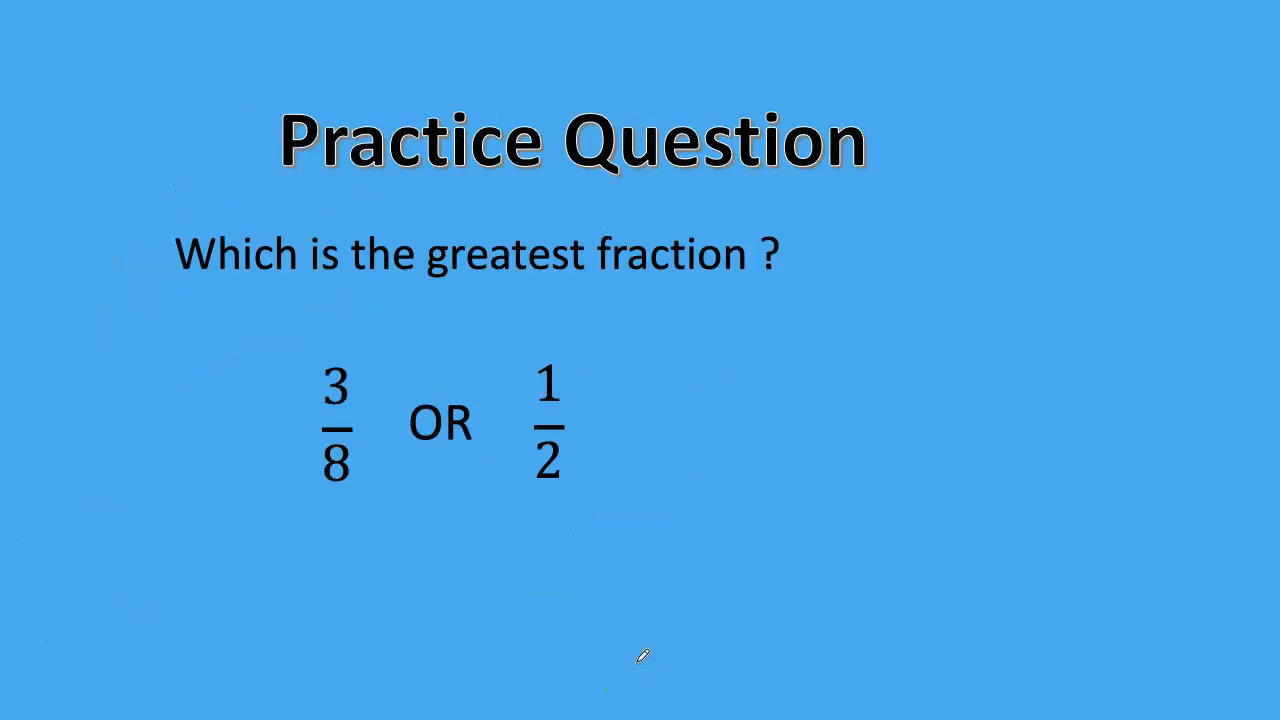 Practice Question
Which is the greatest fraction ?
3/8 OR 1/2